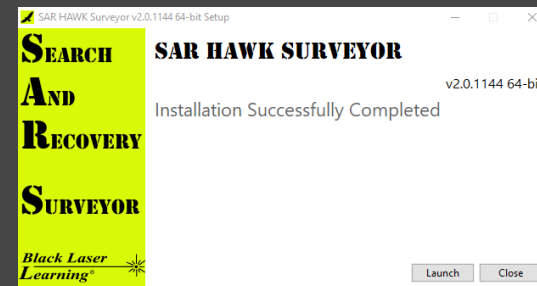 SAR HAWK Surveyor v2.0.1144 64-bit Setup
SEARCH
AND
RECOVERY
SURVEYOR
Black Laser
Learning®
SAR HAWK SURVEYOR
v2.0.1144 64-bit
Installation Successfully Completed
Launch
Close